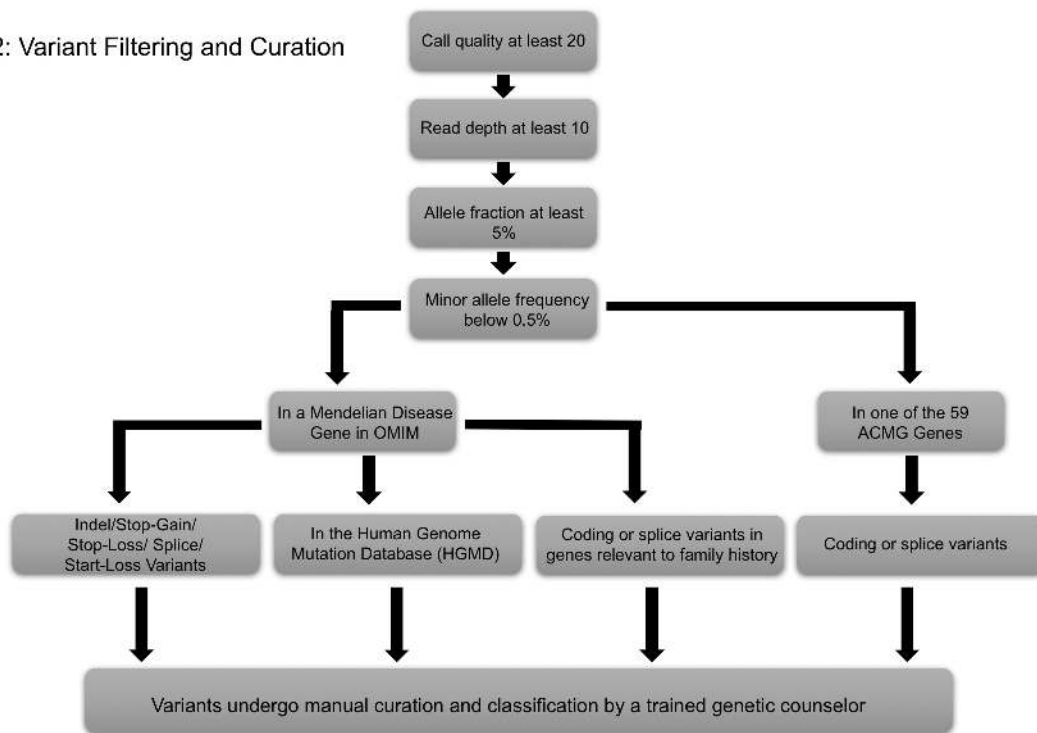 2: Variant Filtering and Curation
Call quality at least 20
Read depth at least 10
Allele fraction at least
5%
Minor allele frequency
below 0.5%
In a Mendelian Disease
Gene in OMIM
In one of the 59
ACMG Genes
Indel/Stop-Gain/
Stop-Loss/ Splice/
Start-Loss Variants
In the Human Genome
Mutation Database (HGMD)
Coding or splice variants in
genes relevant to family history
Coding or splice variants
Variants undergo manual curation and classification by a trained genetic counselor